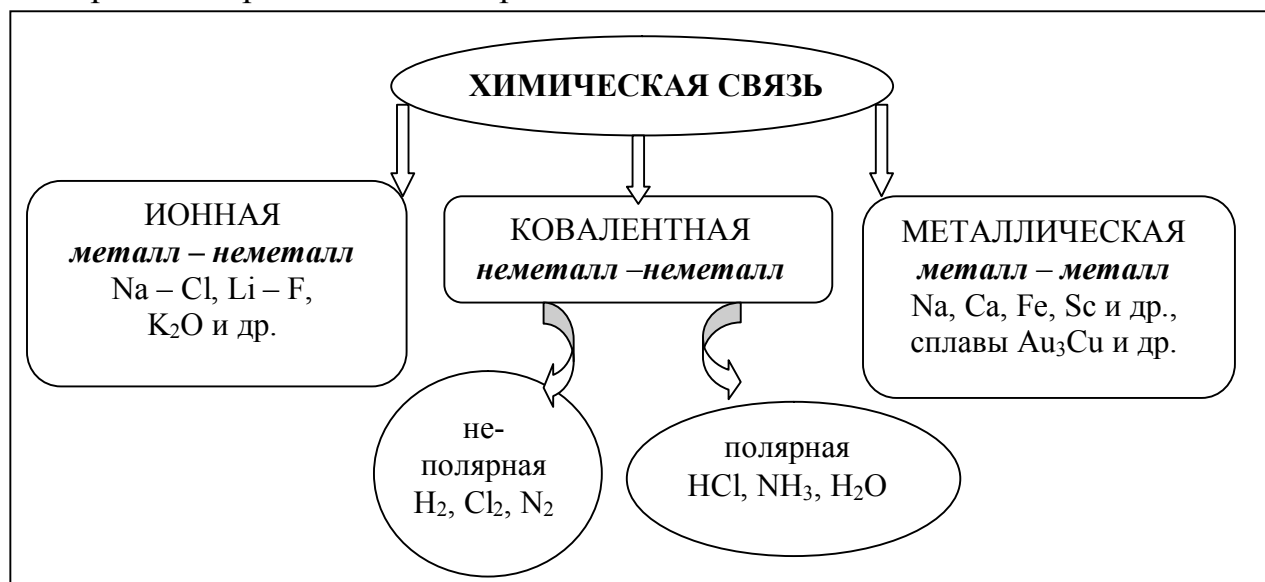 ХИМИЧЕСКАЯ СВЯЗЬ
ИОННАЯ
металл – неметалл
Na – Cl, Li – F,
K₂O и др.
КОВАЛЕНТНАЯ
неметалл –неметалл
МЕТАЛЛИЧЕСКАЯ
металл – металл
Na, Ca, Fe, Sc и др.,
сплавы Au₃Cu и др.
не-
полярная
H₂, Cl₂, N₂
полярная
HCl, NH₃, H₂O